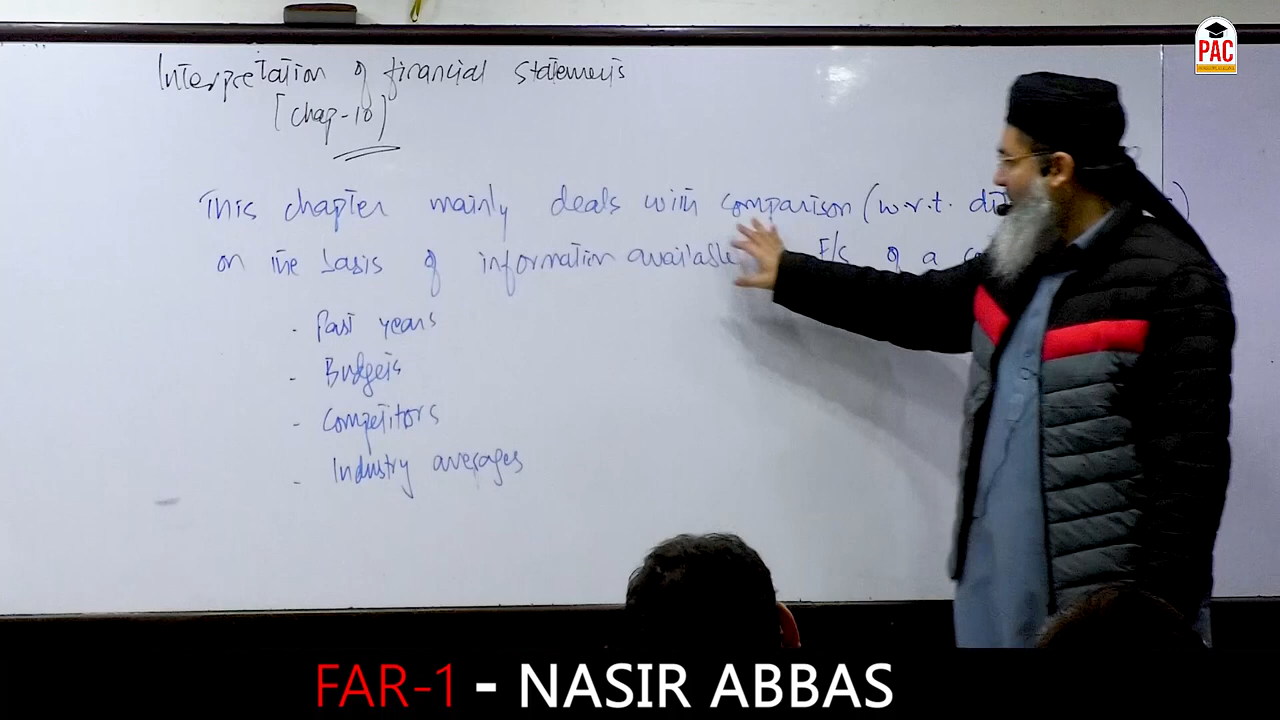 PAC
Interpretation of financial statements
[Chap-10]
This chapter mainly deals with comparison (w.r.t. )
on the basis of information available F/S of a
- Past years
- Budgets
- Competitors
- Industry averages
FAR-1 - NASIR ABBAS